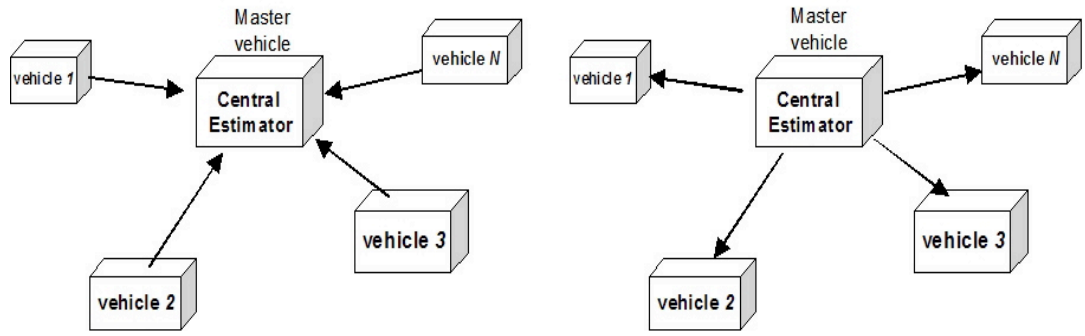 Master
vehicle
vehicle 1
vehicle N
Central
Estimator
vehicle 3
vehicle 2
Master
vehicle
vehicle 1
vehicle N
Central
Estimator
vehicle 3
vehicle 2